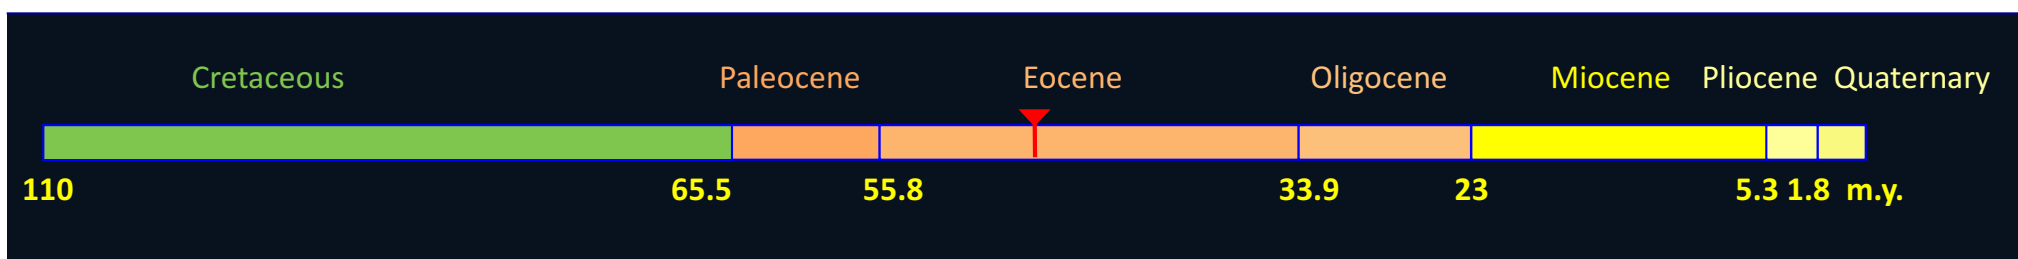 Cretaceous Paleocene Eocene Oligocene Miocene Pliocene Quaternary
110 65.5 55.8 33.9 23 5.3 1.8 m.y.